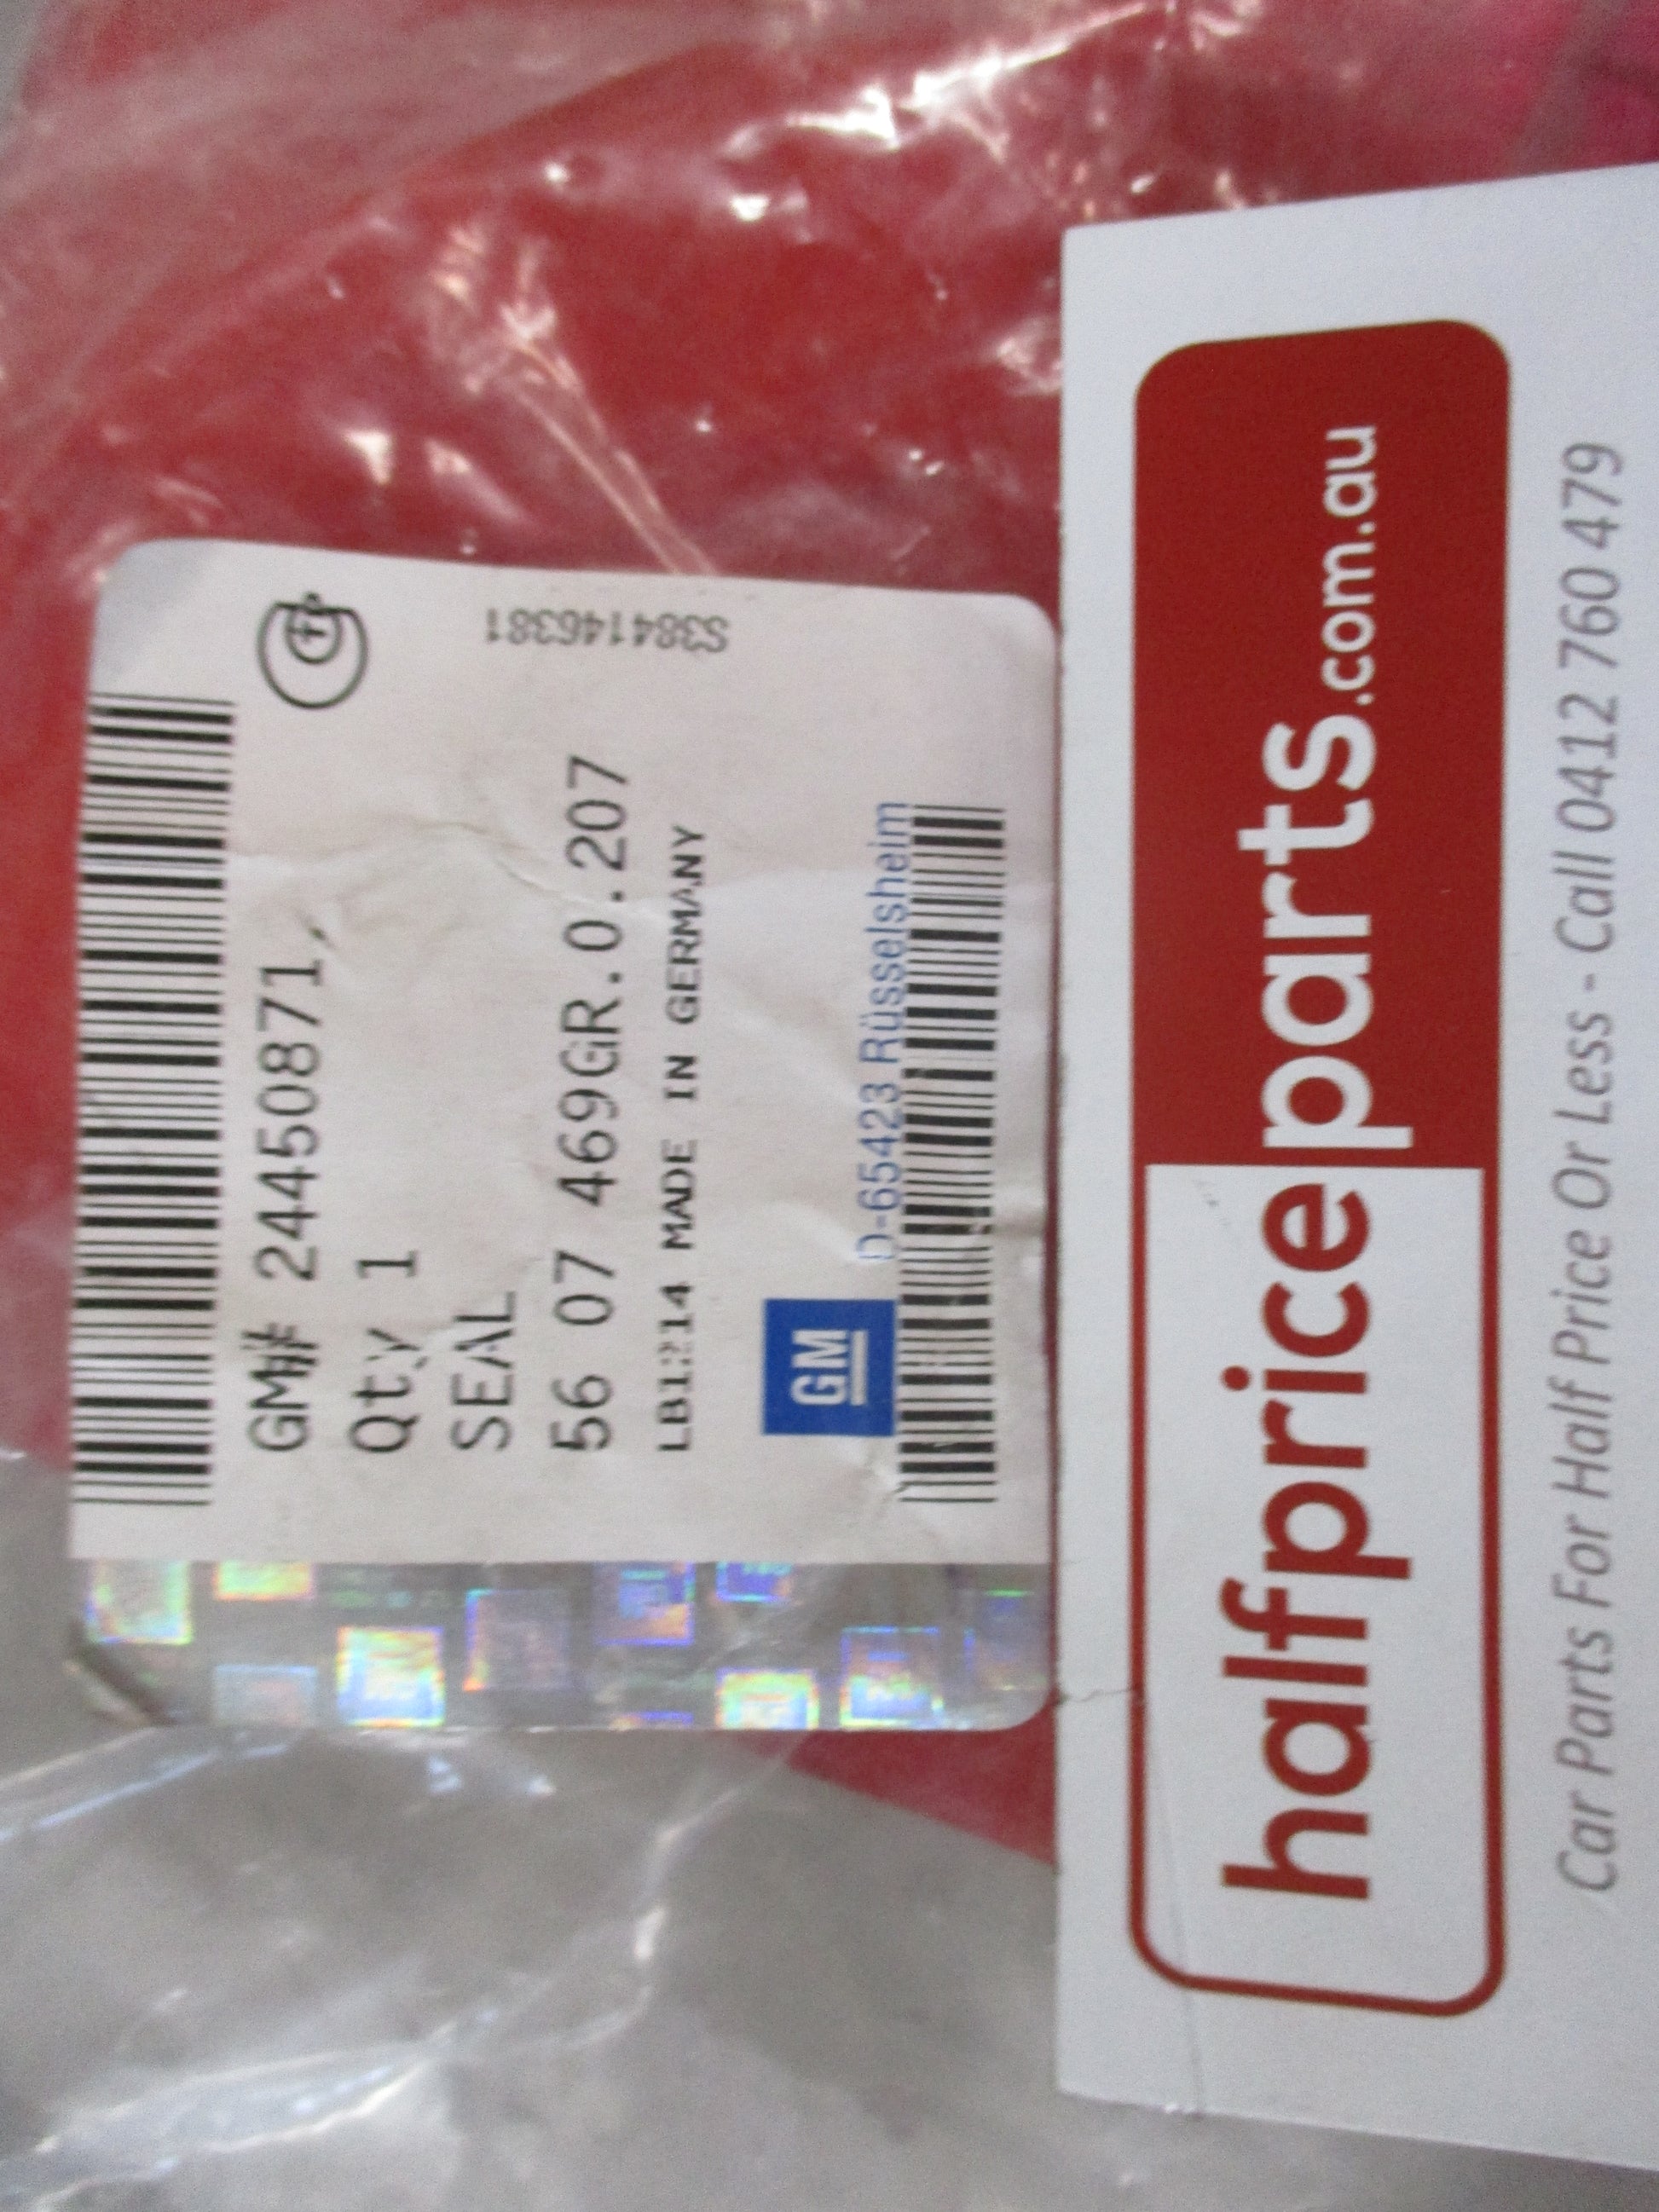 GM# 24450871,
Qty 1
SEAL
56 07 469GR.0.207
LB1214 MADE IN GERMANY
GM
D-65423 Rüsselsheim
S384146381
halfpriceparts.com.au
Car Parts For Half Price Or Less - Call 0412 760 479